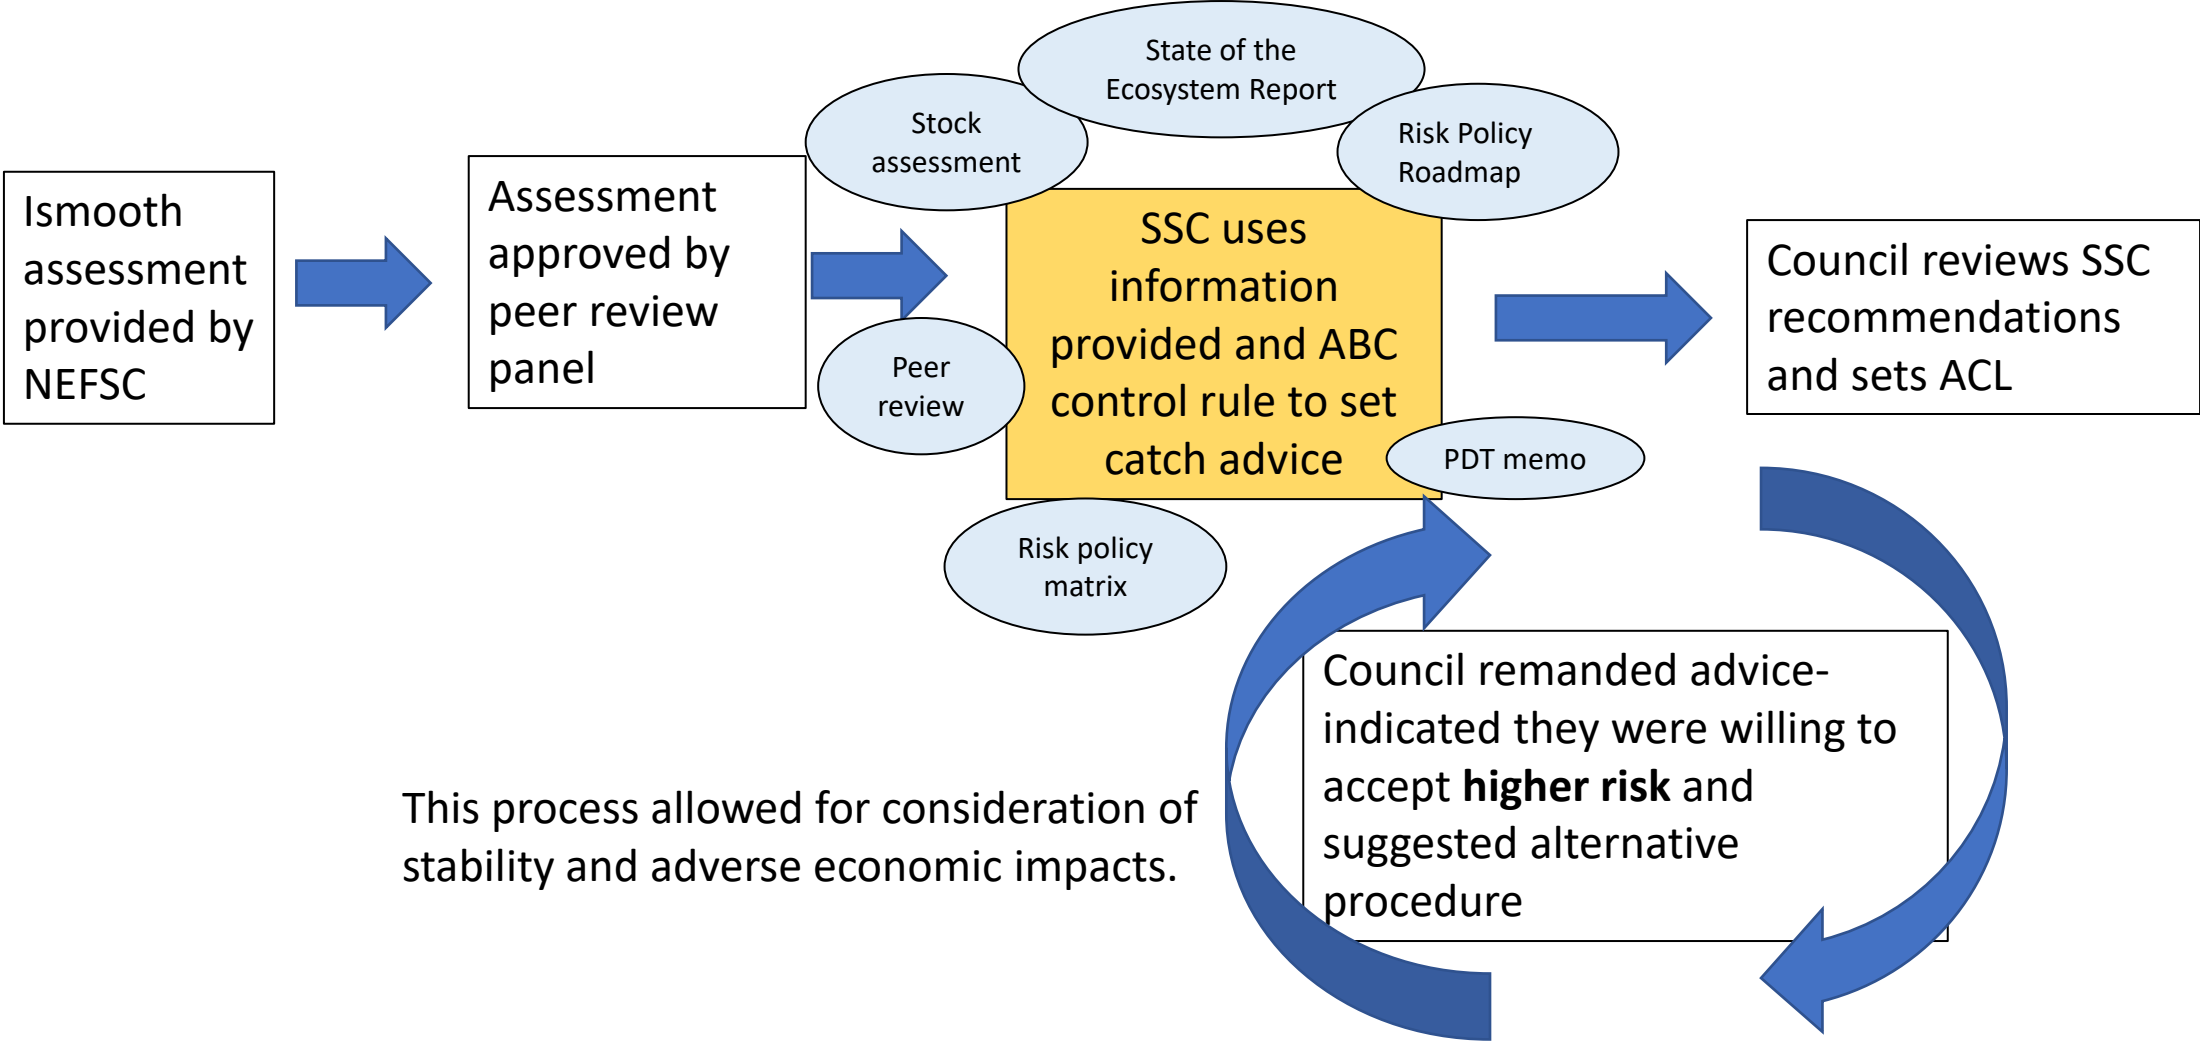 State of the
Ecosystem Report
Stock
assessment
Risk Policy
Roadmap
Ismooth
assessment
provided by
NEFSC
Assessment
approved by
peer review
panel
SSC uses
information
provided and ABC
control rule to set
catch advice
Council reviews SSC
recommendations
and sets ACL
Peer
review
PDT memo
Risk policy
matrix
Council remanded advice-
indicated they were willing to
accept higher risk and
suggested alternative
procedure
This process allowed for consideration of
stability and adverse economic impacts.